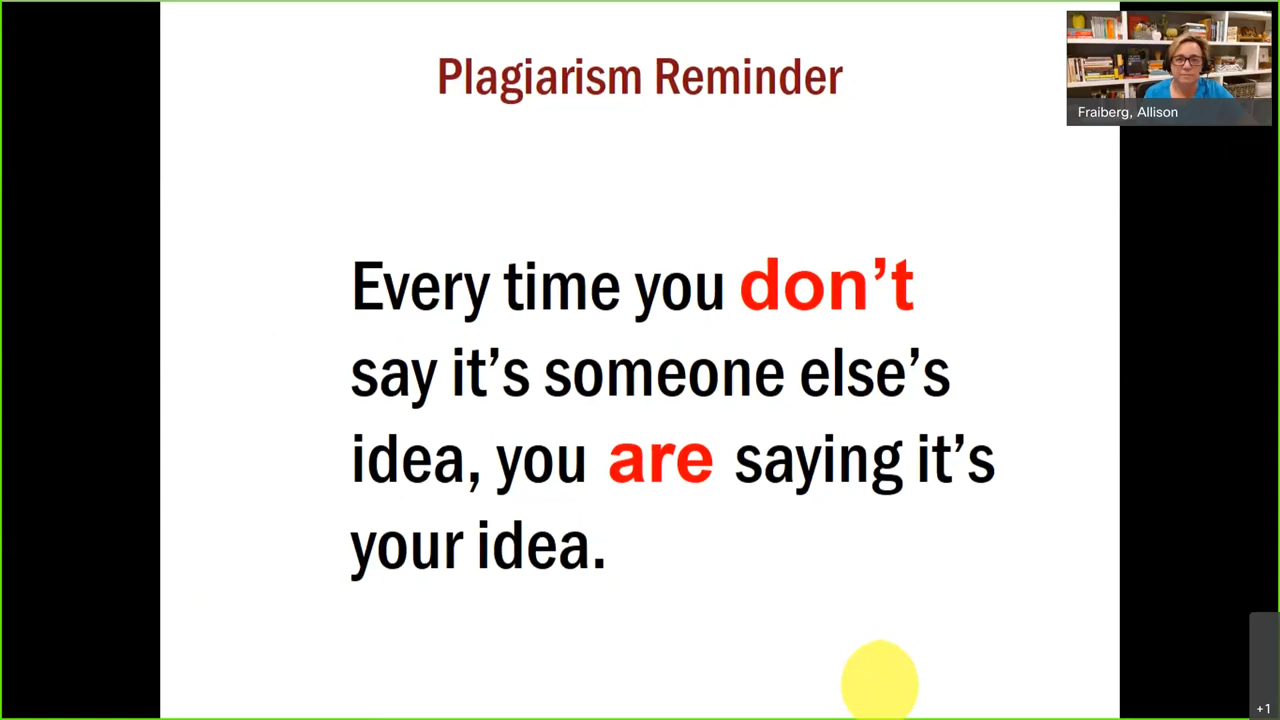 Plagiarism Reminder
Fraiberg, Allison
Every time you don’t
say it’s someone else’s
idea, you are saying it’s
your idea.
+1